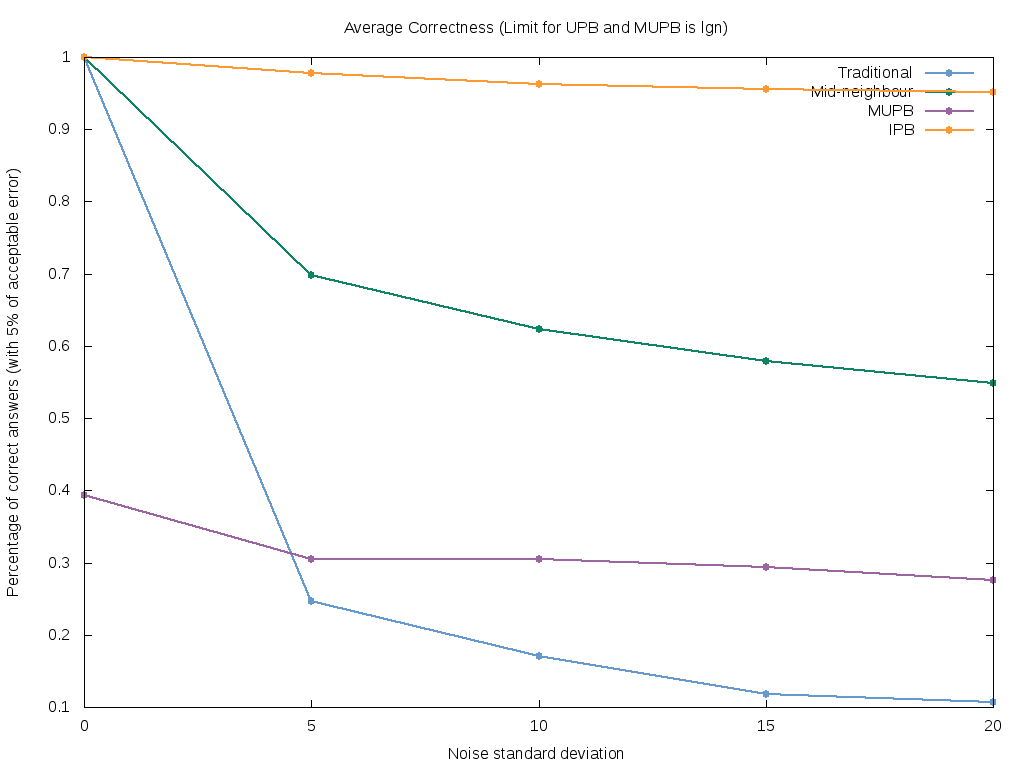 Average Correctness (Limit for UPB and MUPB is lgn)
Percentage of correct answers (with 5% of acceptable error)
1
0.9
0.8
0.7
0.6
0.5
0.4
0.3
0.2
0.1
Traditional
Mid-neighbour
MUPB
IPB
0 5 10 15 20
Noise standard deviation